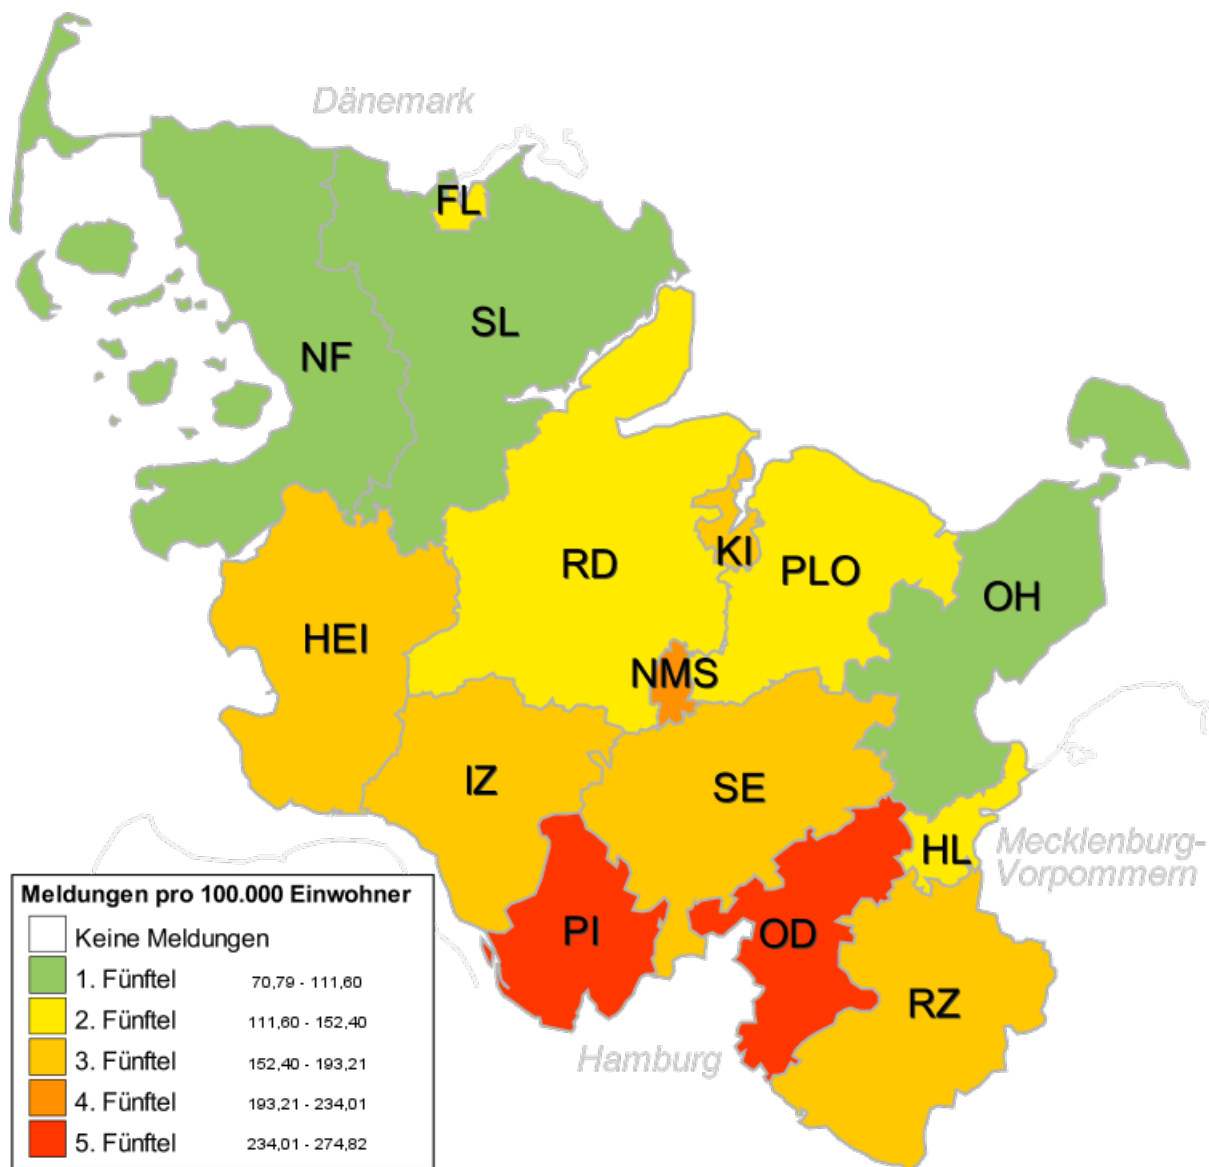 Dänemark
FL
SL
NF
RD
KI
PLO
OH
HEI
NMS
IZ
SE
HL
Mecklenburg-
Vorpommern
PI
OD
RZ
Hamburg
Meldungen pro 100.000 Einwohner
Keine Meldungen
1. Fünftel 70,79 - 111,60
2. Fünftel 111,60 - 152,40
3. Fünftel 152,40 - 193,21
4. Fünftel 193,21 - 234,01
5. Fünftel 234,01 - 274,82